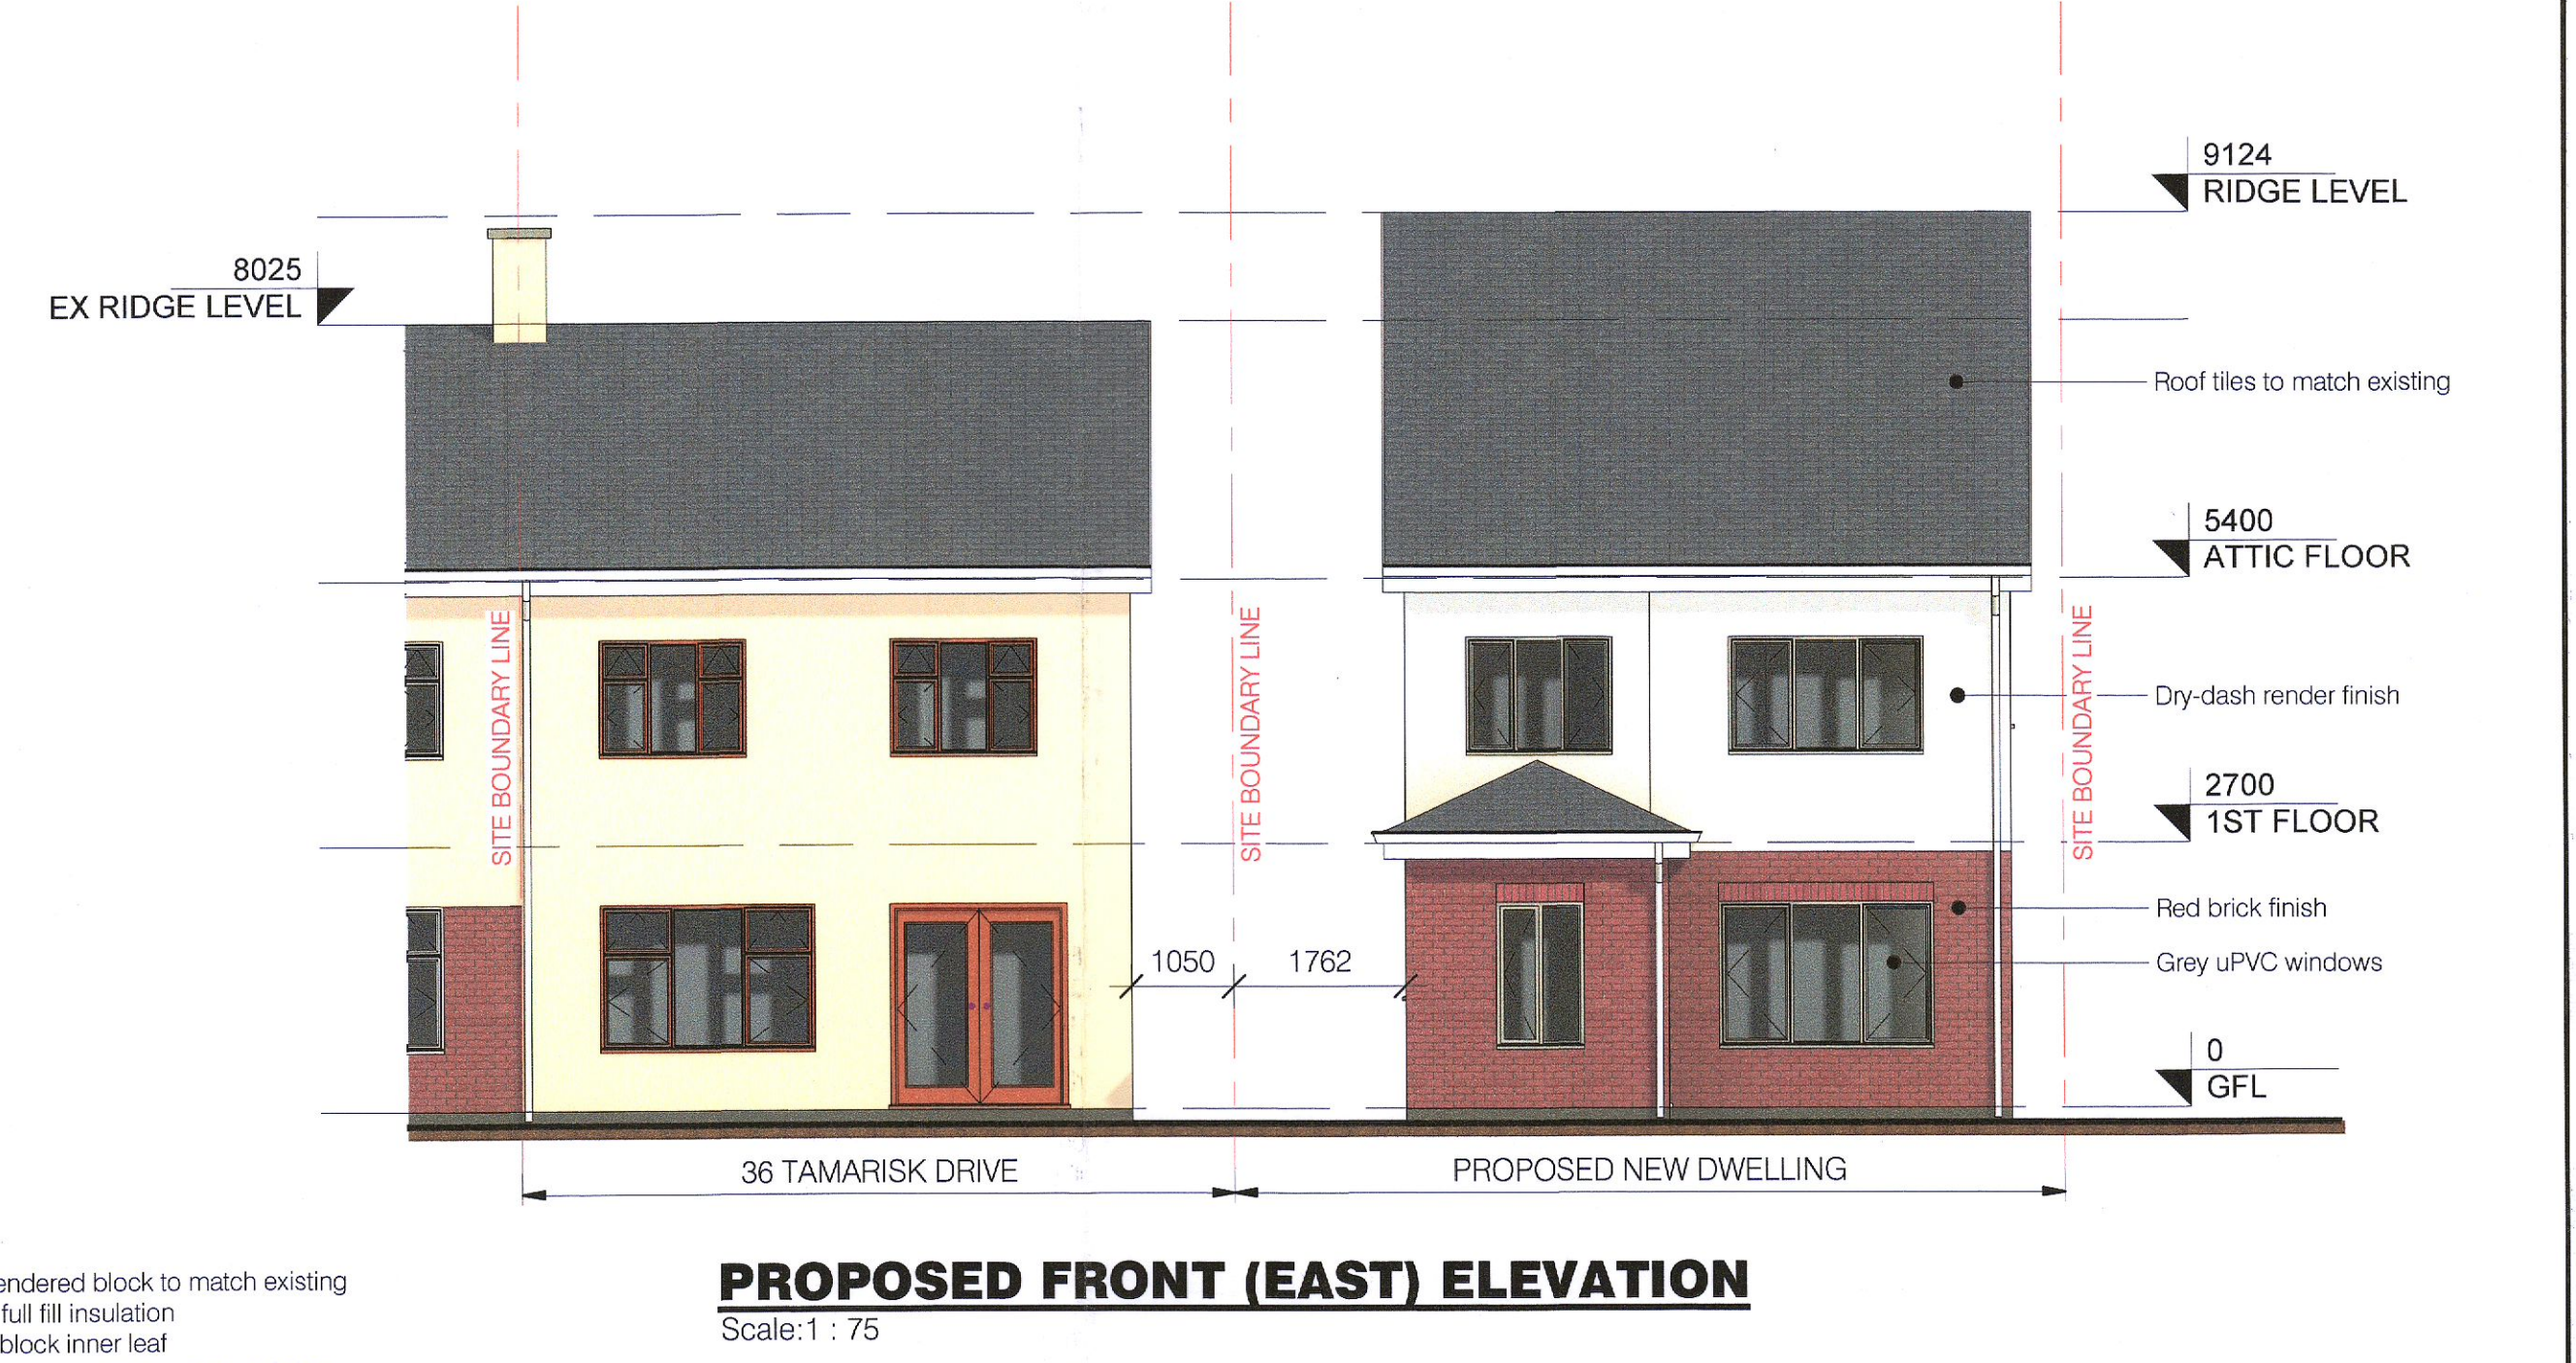 9124
RIDGE LEVEL
8025
EX RIDGE LEVEL
Roof tiles to match existing
5400
ATTIC FLOOR
SITE BOUNDARY LINE
SITE BOUNDARY LINE
SITE BOUNDARY LINE
Dry-dash render finish
2700
1ST FLOOR
Red brick finish
1050
1762
Grey uPVC windows
0
GFL
36 TAMARISK DRIVE
PROPOSED NEW DWELLING
PROPOSED FRONT (EAST) ELEVATION
Scale:1 : 75
endered block to match existing
full fill insulation
block inner leaf